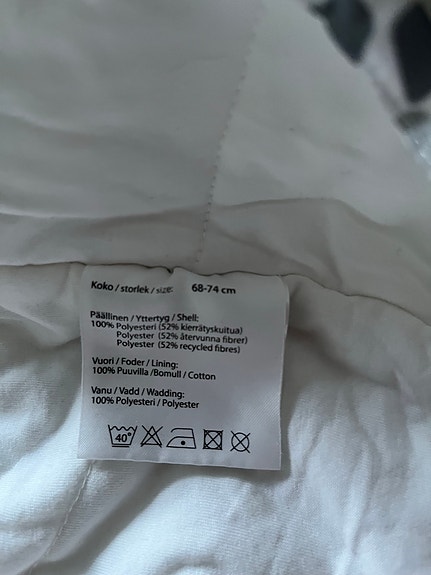 Koko / storlek / size: 68-74 cm
Päällinen / Yttertyg / Shell:
100% Polyesteri (52% kierrätyskuitua)
Polyester (52% återvunna fibrer)
Polyester (52% recycled fibres)
Vuori / Foder / Lining:
100% Puuvilla / Bomull / Cotton
Vanu / Vadd / Wadding:
100% Polyesteri / Polyester
40°